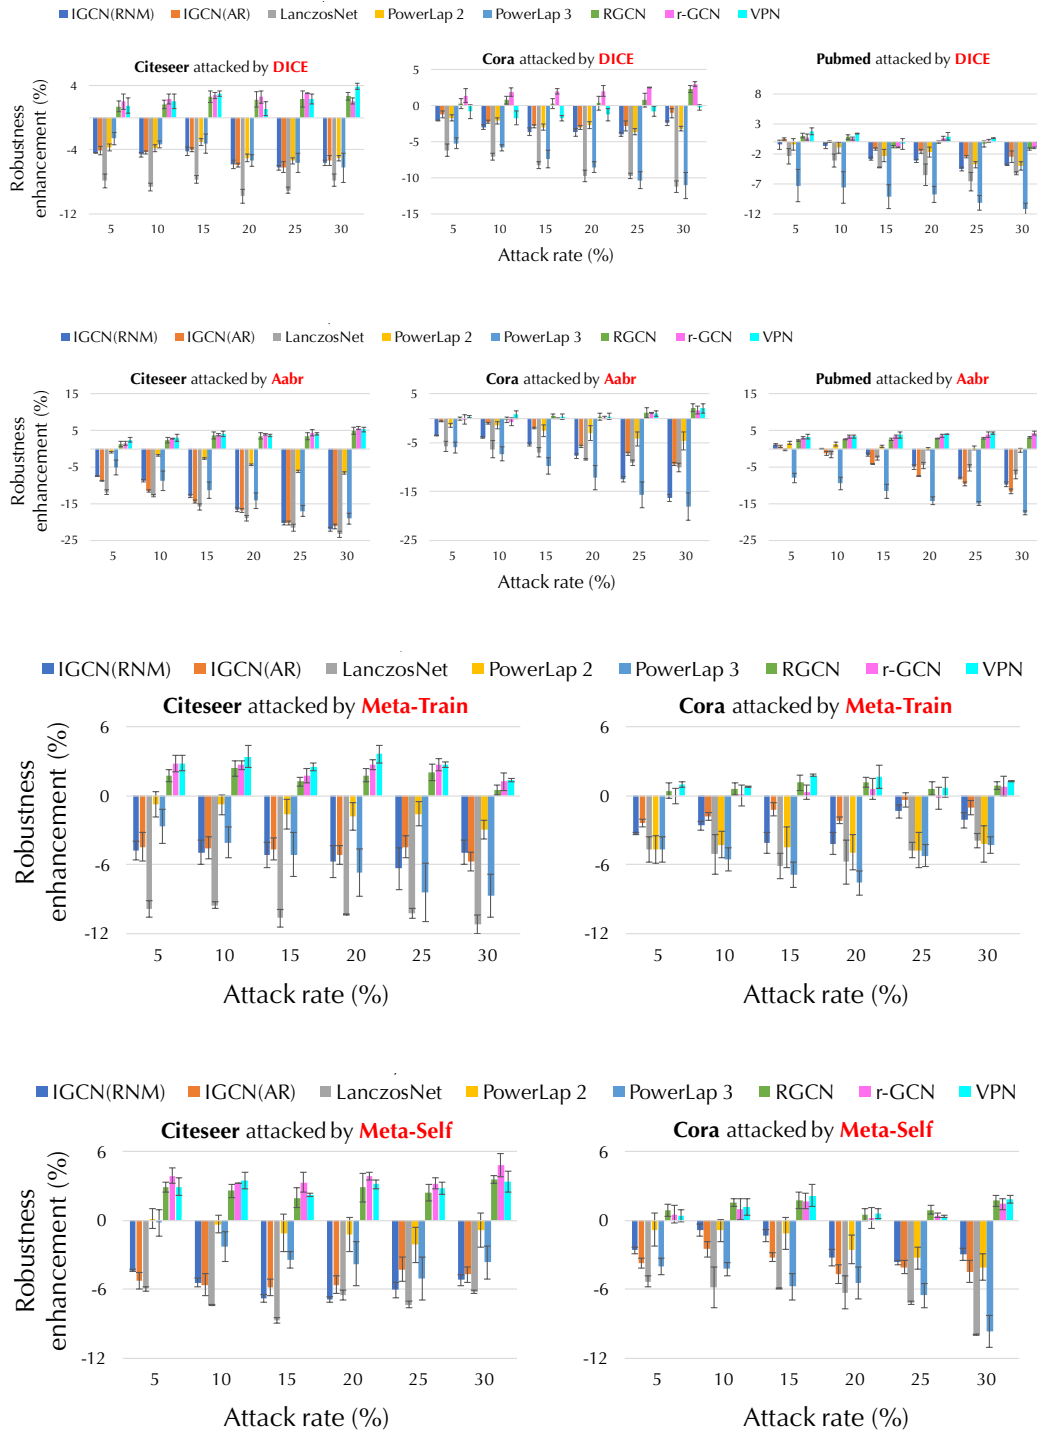 IGCN(RNM) IGCN(AR) LanczosNet PowerLap 2 PowerLap 3 RGCN r-GCN VPN
Citeseer attacked by DICE
Cora attacked by DICE
Pubmed attacked by DICE
Robustness enhancement (%)
4
-4
-12
5 10 15 20 25 30
5
0
-5
-10
-15
5 10 15 20 25 30
8
3
-2
-7
-12
5 10 15 20 25 30
Attack rate (%)
IGCN(RNM) IGCN(AR) LanczosNet PowerLap 2 PowerLap 3 RGCN r-GCN VPN
Citeseer attacked by Aabr
Cora attacked by Aabr
Pubmed attacked by Aabr
Robustness enhancement (%)
15
5
-5
-15
-25
5 10 15 20 25 30
5
-5
-15
-25
5 10 15 20 25 30
15
5
-5
-15
-25
5 10 15 20 25 30
Attack rate (%)
IGCN(RNM) IGCN(AR) LanczosNet PowerLap 2 PowerLap 3 RGCN r-GCN VPN
Citeseer attacked by Meta-Train
Cora attacked by Meta-Train
Robustness enhancement (%)
6
0
-6
-12
5 10 15 20 25 30
Attack rate (%)
6
0
-6
-12
5 10 15 20 25 30
Attack rate (%)
IGCN(RNM) IGCN(AR) LanczosNet PowerLap 2 PowerLap 3 RGCN r-GCN VPN
Citeseer attacked by Meta-Self
Cora attacked by Meta-Self
Robustness enhancement (%)
6
0
-6
-12
5 10 15 20 25 30
Attack rate (%)
6
0
-6
-12
5 10 15 20 25 30
Attack rate (%)